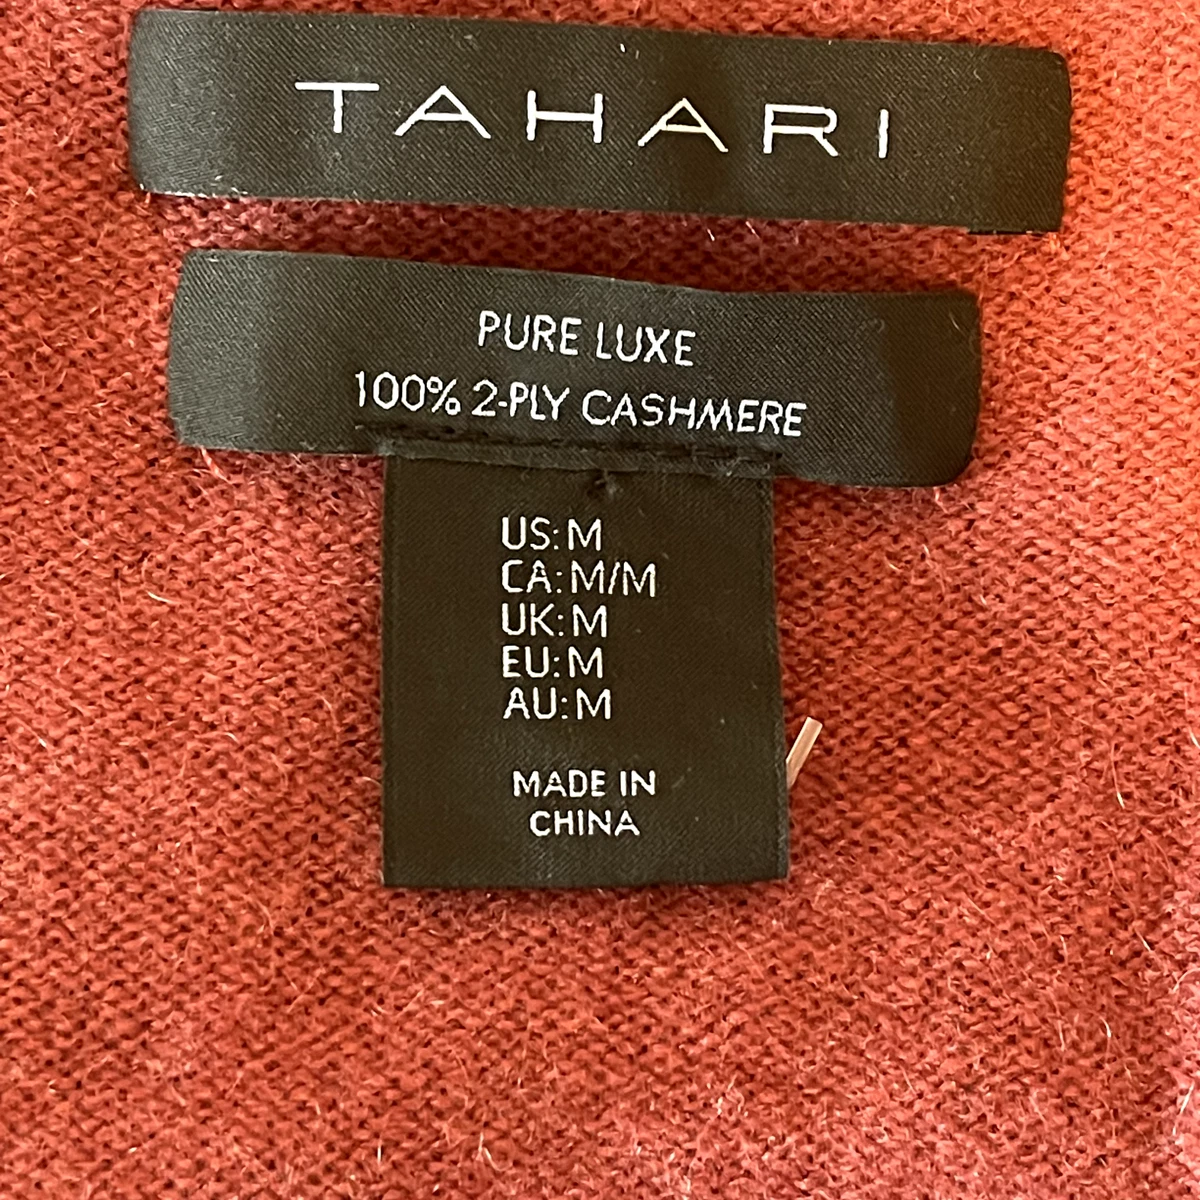 TAHARI
PURE LUXE
100% 2-PLY CASHMERE
US: M
CA: M/M
UK: M
EU: M
AU: M
MADE IN
CHINA